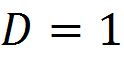 D = 1